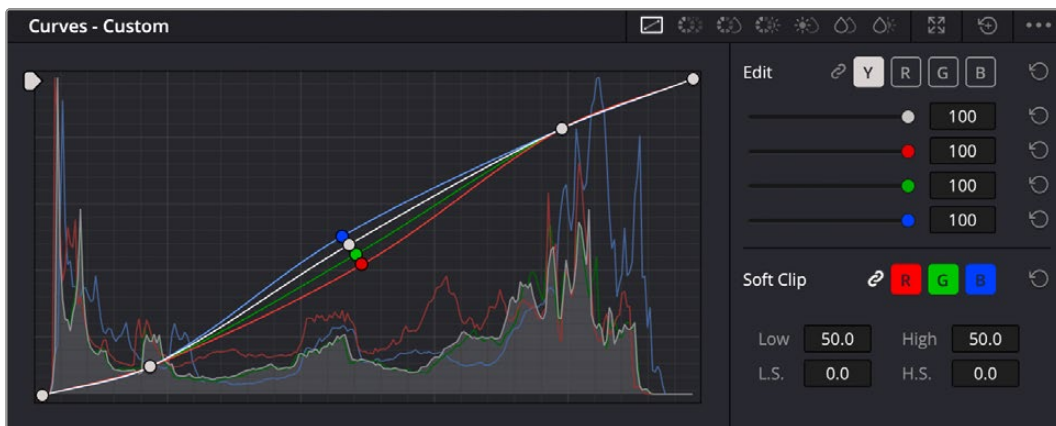 Curves - Custom
Edit Y R G B
100
100
100
100
Soft Clip R G B
Low 50.0 High 50.0
L.S. 0.0 H.S. 0.0